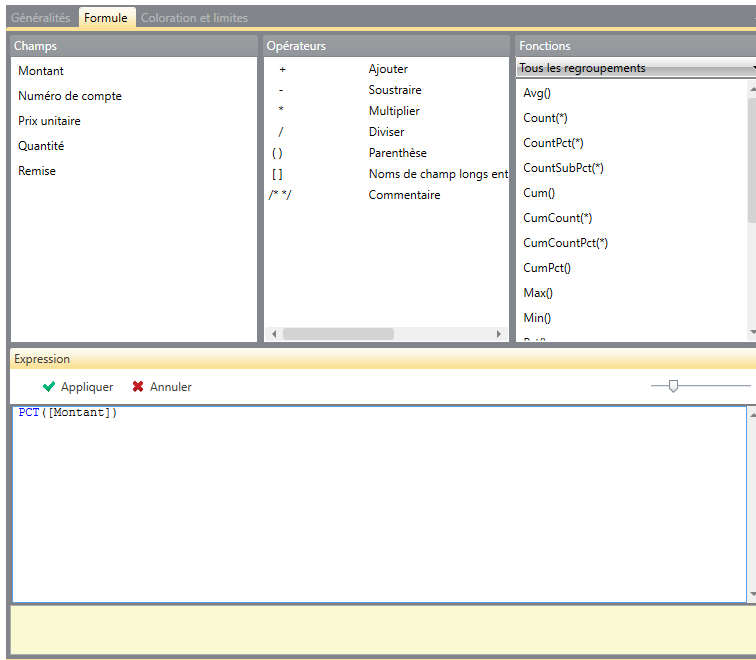 Généralités Formule Coloration et limites
Champs
Montant
Numéro de compte
Prix unitaire
Quantité
Remise
Opérateurs
+ Ajouter
- Soustraire
* Multiplier
/ Diviser
( ) Parenthèse
[ ] Noms de champ longs ent
/* */ Commentaire
Fonctions
Tous les regroupements
Avg()
Count(*)
CountPct(*)
CountSubPct(*)
Cum()
CumCount(*)
CumCountPct(*)
CumPct()
Max()
Min()
Expression
Appliquer Annuler
PCT([Montant])